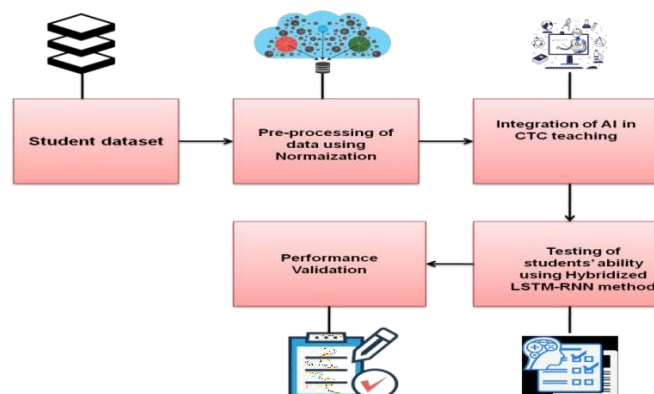 Student dataset
Pre-processing of
data using
Normaization
Integration of AI in
CTC teaching
Testing of
students' ability
using Hybridized
LSTM-RNN method
Performance
Validation